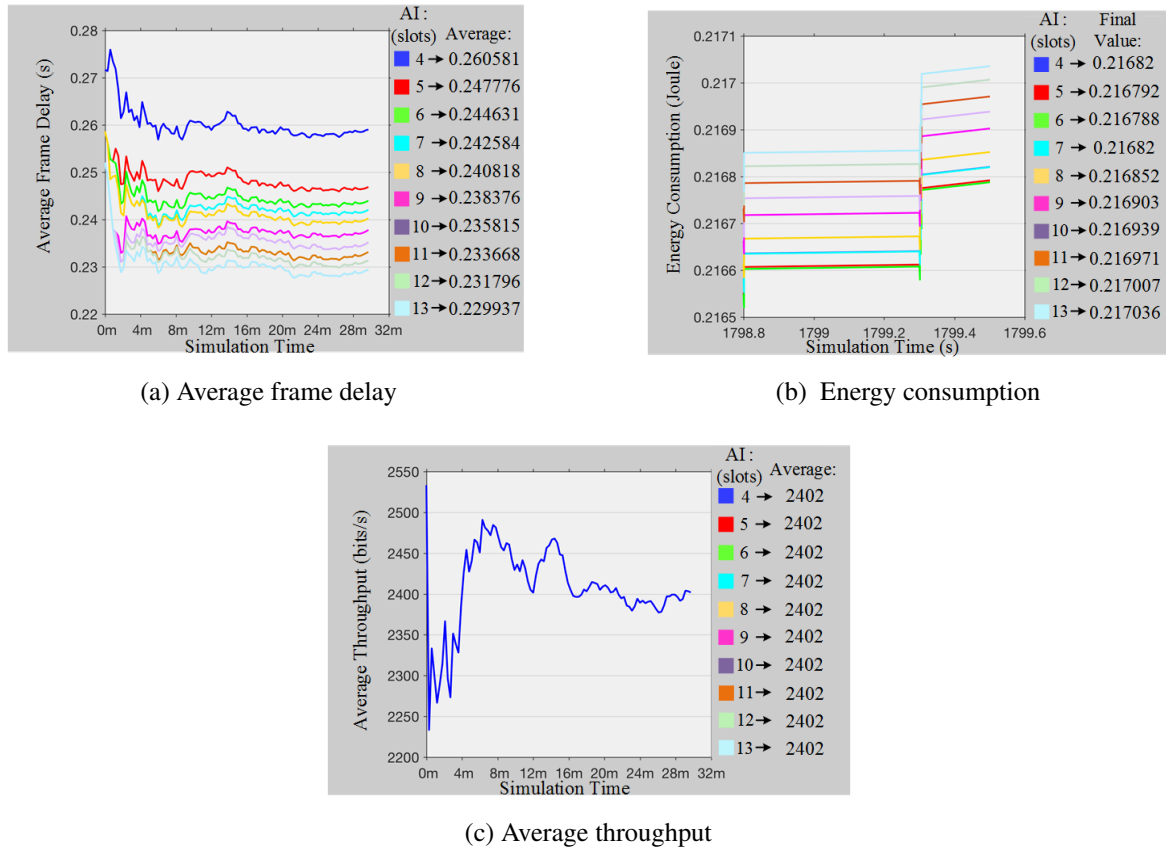 AI :
(slots) Average:
4 → 0.260581
5 → 0.247776
6 → 0.244631
7 → 0.242584
8 → 0.240818
9 → 0.238376
10 → 0.235815
11 → 0.233668
12 → 0.231796
13 → 0.229937
Average Frame Delay (s)
0.28
0.27
0.26
0.25
0.24
0.23
0.22
0m 4m 8m 12m 16m 20m 24m 28m 32m
Simulation Time
(a) Average frame delay
AI : Final
(slots) Value:
4 → 0.21682
5 → 0.216792
6 → 0.216788
7 → 0.21682
8 → 0.216852
9 → 0.216903
10 → 0.216939
11 → 0.216971
12 → 0.217007
13 → 0.217036
Energy Consumption (Joule)
0.2171
0.217
0.2169
0.2168
0.2167
0.2166
0.2165
1798.8 1799 1799.2 1799.4 1799.6
Simulation Time (s)
(b) Energy consumption
AI :
(slots) Average:
4 → 2402
5 → 2402
6 → 2402
7 → 2402
8 → 2402
9 → 2402
10 → 2402
11 → 2402
12 → 2402
13 → 2402
Average Throughput (bits/s)
2550
2500
2450
2400
2350
2300
2250
2200
0m 4m 8m 12m 16m 20m 24m 28m 32m
Simulation Time
(c) Average throughput